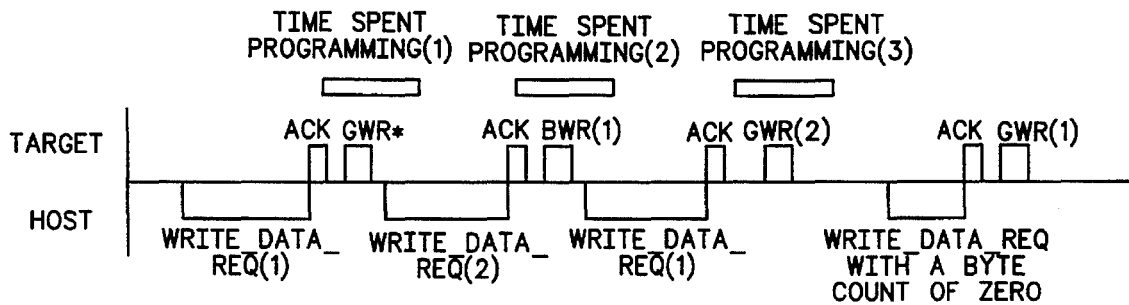 TIME SPENT
PROGRAMMING(1)
TIME SPENT
PROGRAMMING(2)
TIME SPENT
PROGRAMMING(3)
TARGET
ACK GWR*
ACK BWR(1)
ACK GWR(2)
ACK GWR(1)
HOST
WRITE_DATA_
REQ(1)
WRITE_DATA_
REQ(2)
WRITE_DATA_
REQ(1)
WRITE_DATA_REQ
WITH A BYTE
COUNT OF ZERO